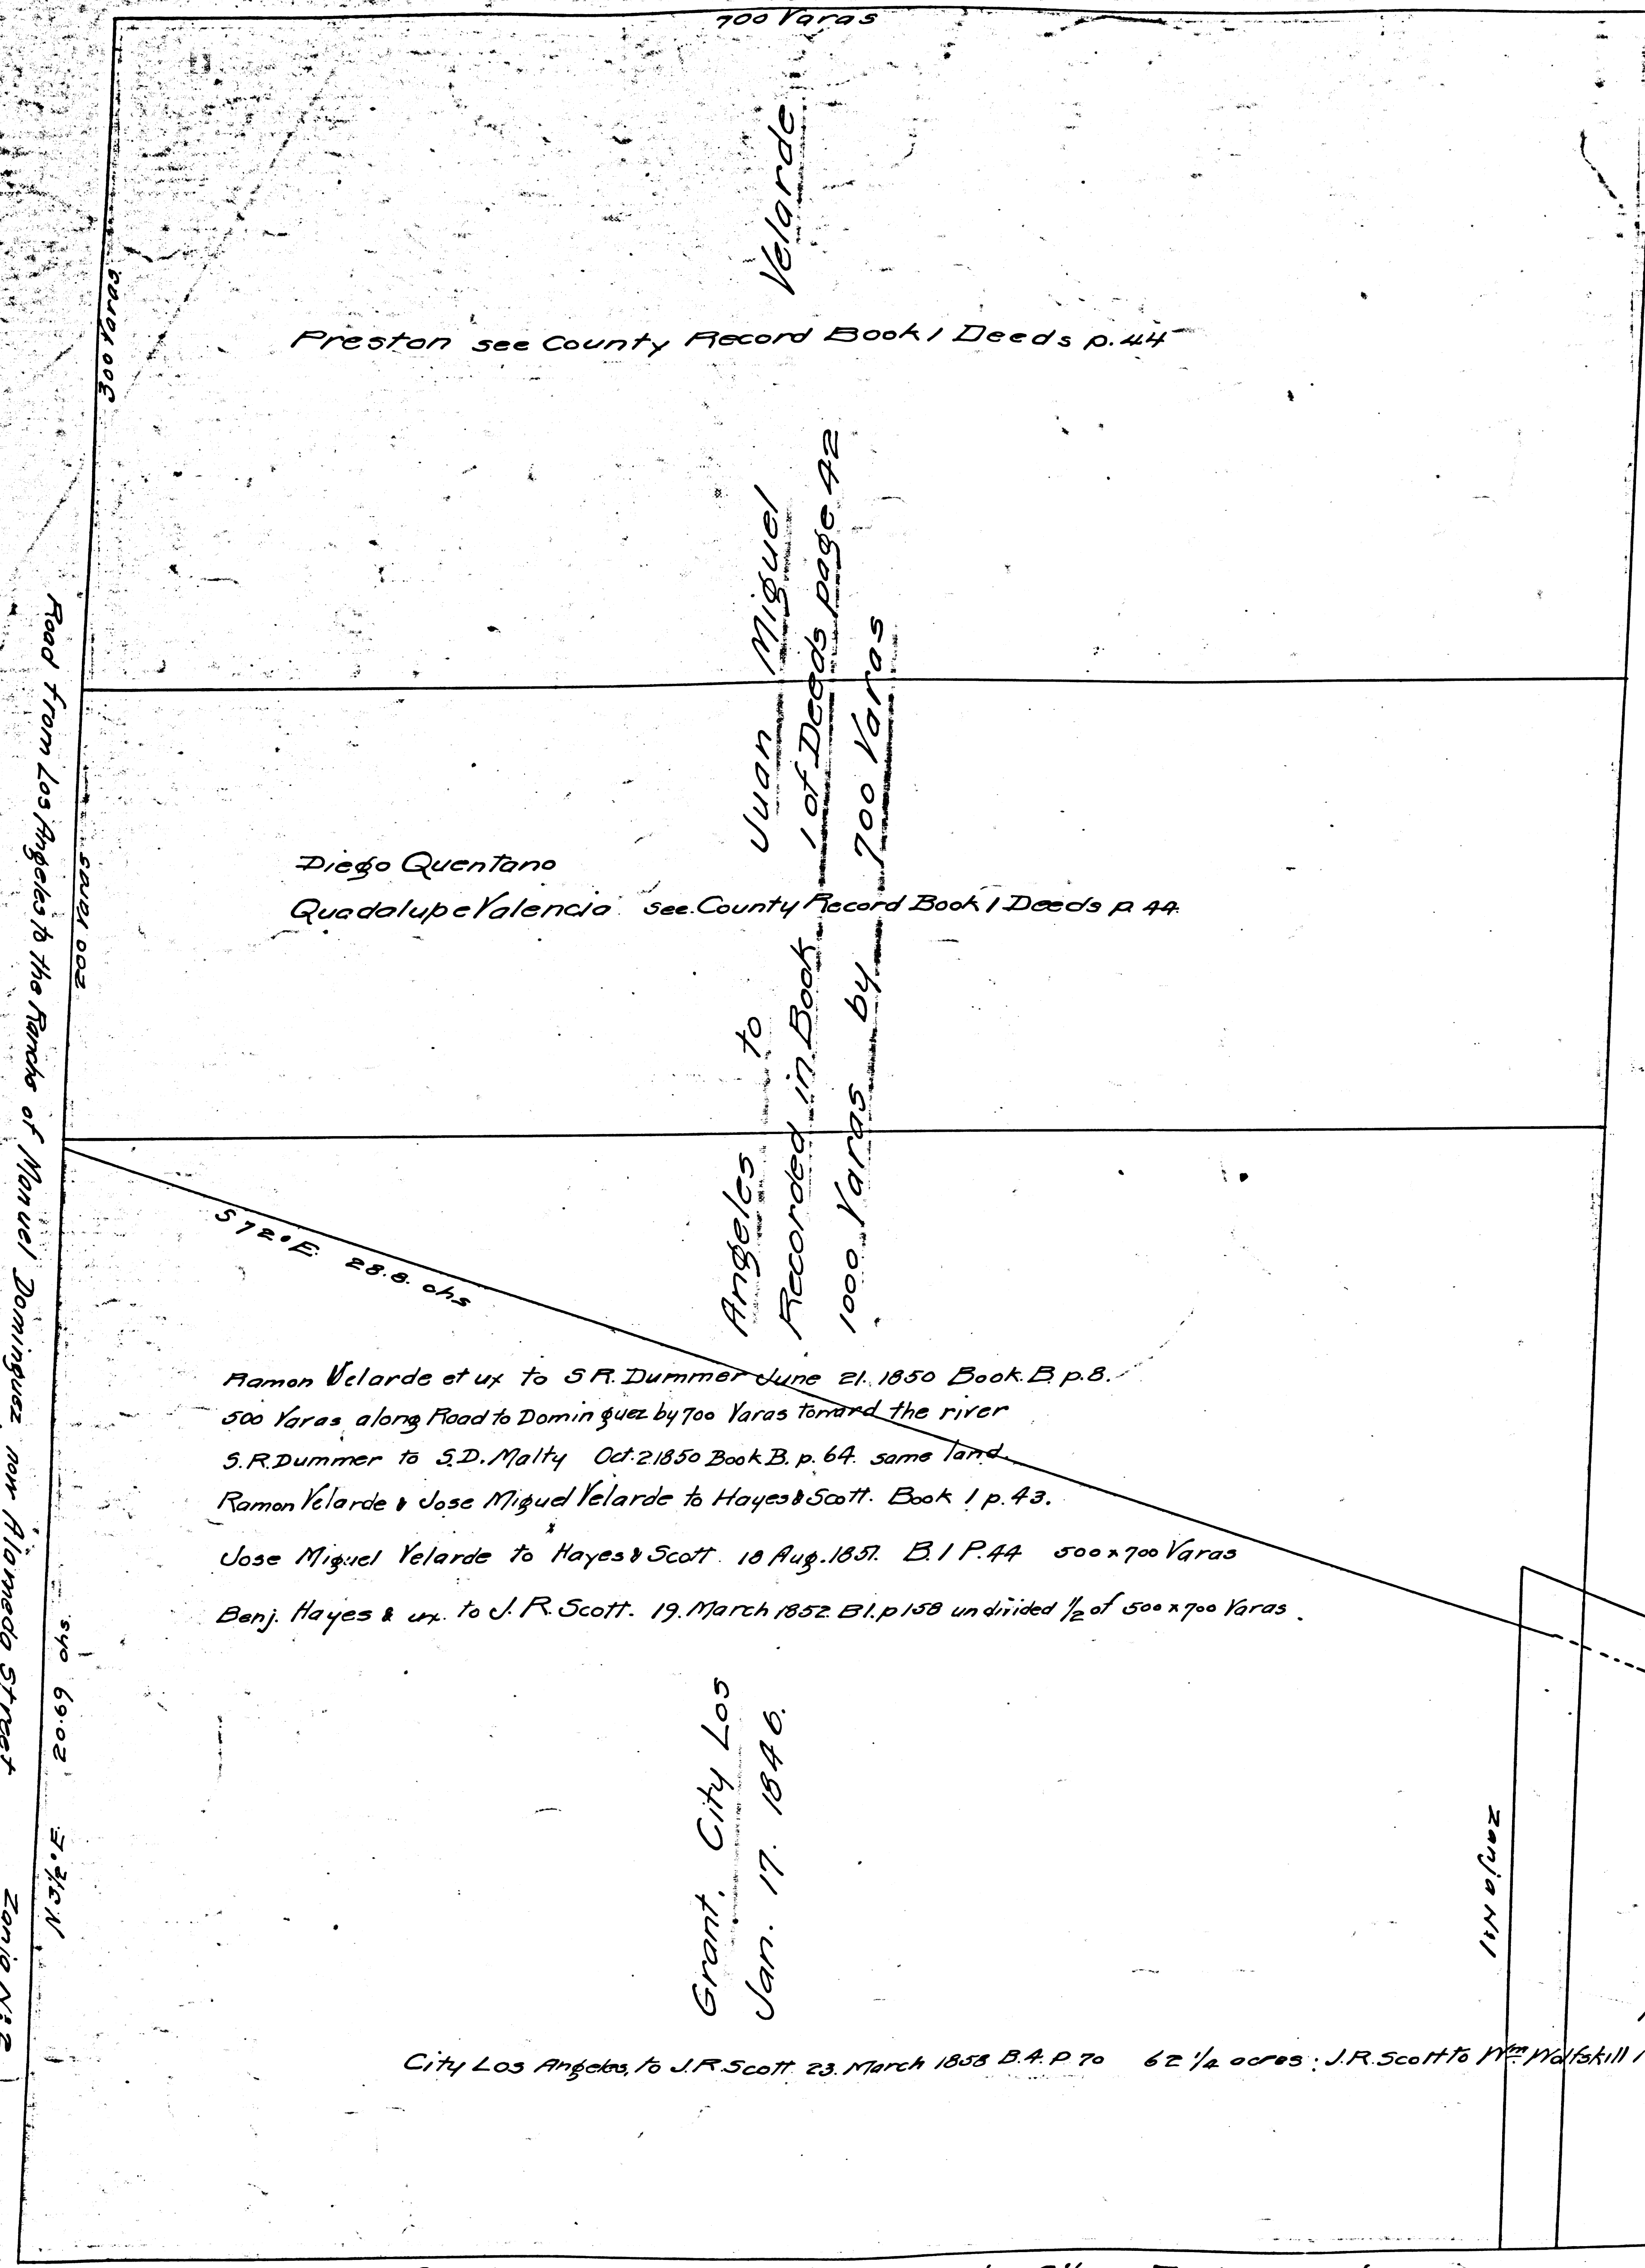 700 Varas
300 Varas
Preston see County Record Book 1 Deeds p. 44
200 Varas
Diego Quentano
Quadalupe Valencia see County Record Book 1 Deeds p. 44.
Road from Los Angeles to the Rancho of Manuel Dominguez now Alameda Street
Zanja No. 2
Grant. City Los Angeles to Juan Miguel Velarde
Jan. 17. 1846. Recorded in Book 1 of Deeds page 42
1000 Varas by 700 Varas
S 72° E. 28.8. chs
Ramon Velarde et ux to S R. Dummer June 21. 1850 Book. B. p. 8.
500 Varas along Road to Dominguez by 700 Varas toward the river
S. R. Dummer to S. D. Malty Oct. 2 1850 Book B. p. 64. same land.
Ramon Velarde & Jose Miguel Velarde to Hayes & Scott. Book 1 p. 43.
Jose Miguel Velarde to Hayes & Scott. 18 Aug. 1851. B. 1 P. 44 500 x 700 Varas
Benj. Hayes & ux. to J. R. Scott. 19. March 1852 B 1. p 158 undivided 1/2 of 500 x 700 Varas.
N 3 1/2° E. 20.69 chs.
Zanja No. 1
City Los Angeles, to J. R. Scott. 23. March 1858 B. 4. P 70 62 1/4 acres; J. R. Scott to Wm Wolfskill